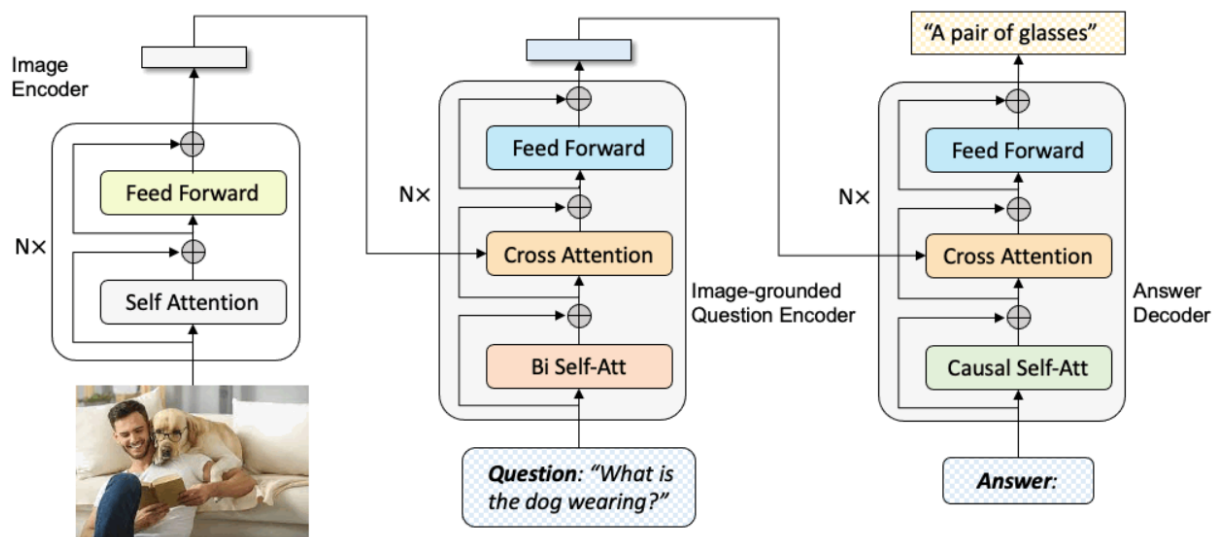 Image
Encoder
N×
Feed Forward
Self Attention
N×
Feed Forward
Cross Attention
Bi Self-Att
Image-grounded
Question Encoder
Question: “What is
the dog wearing?”
“A pair of glasses”
N×
Feed Forward
Cross Attention
Causal Self-Att
Answer
Decoder
Answer: